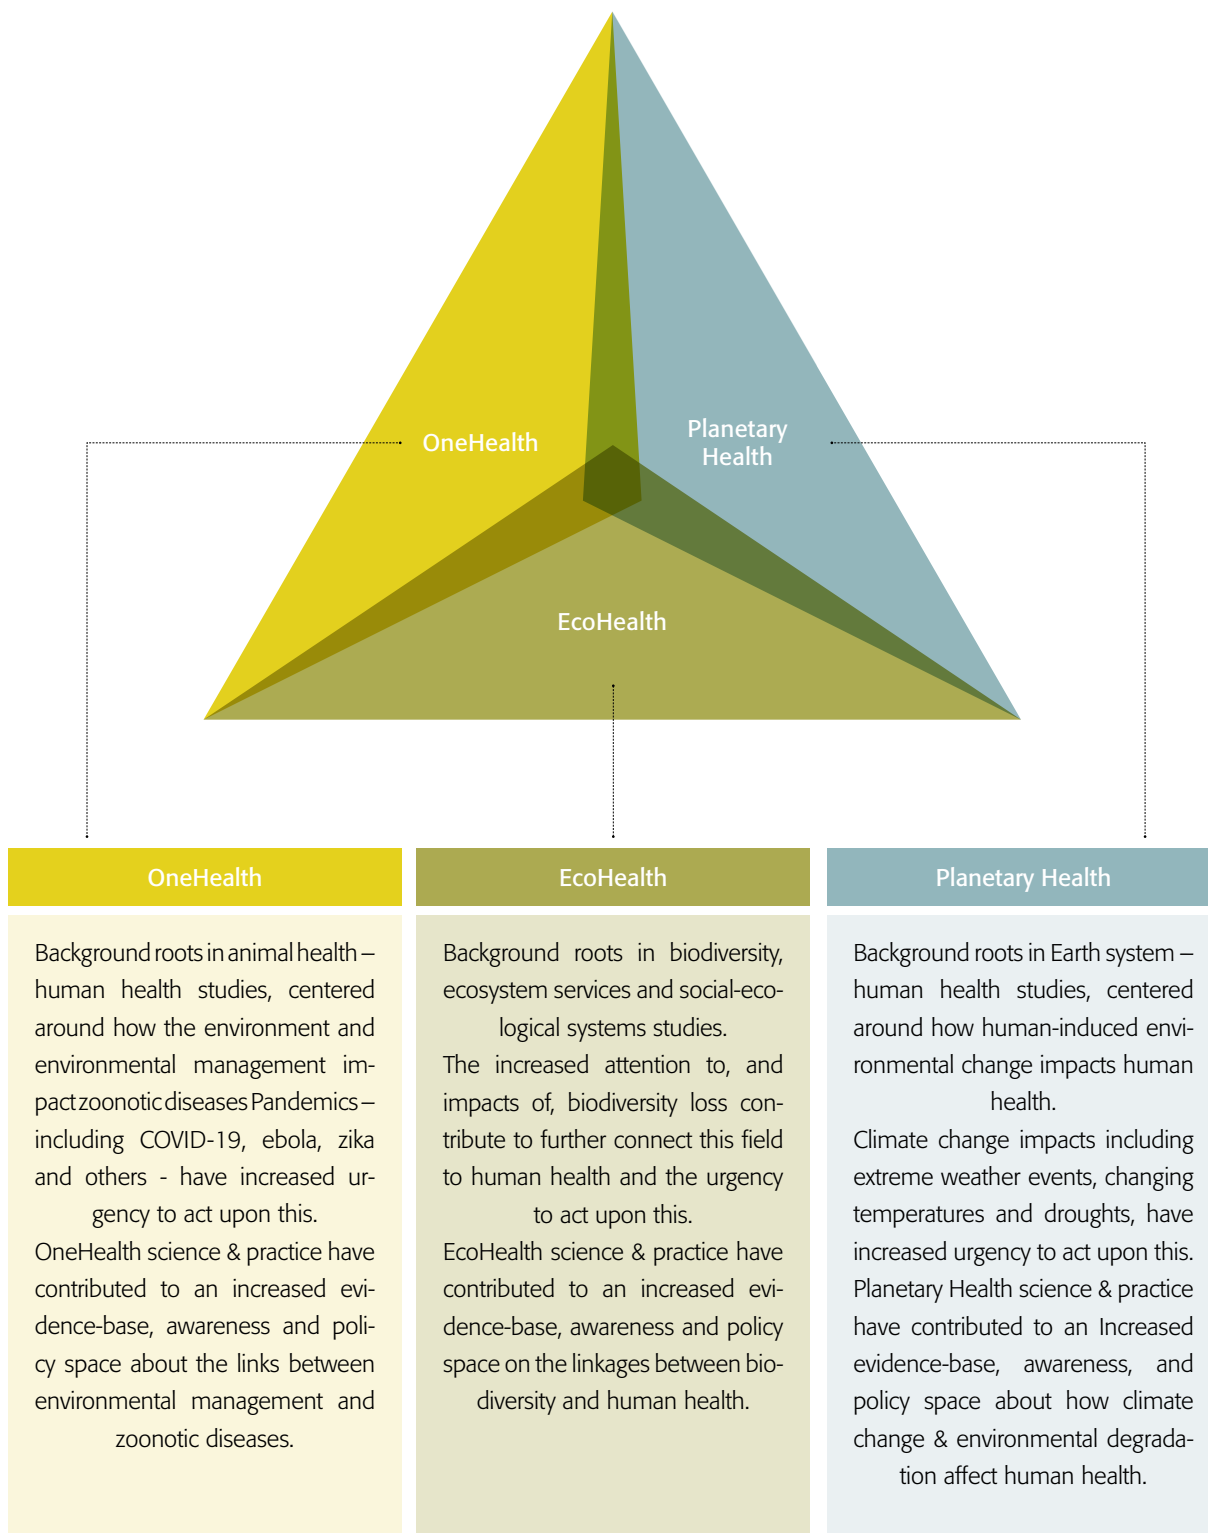 OneHealth
Planetary
Health
EcoHealth
OneHealth
Background roots in animal health –
human health studies, centered
around how the environment and
environmental management im-
pact zoonotic diseases Pandemics –
including COVID-19, ebola, zika
and others - have increased ur-
gency to act upon this.
OneHealth science & practice have
contributed to an increased evi-
dence-base, awareness and poli-
cy space about the links between
environmental management and
zoonotic diseases.
EcoHealth
Background roots in biodiversity,
ecosystem services and social-eco-
logical systems studies.
The increased attention to, and
impacts of, biodiversity loss con-
tribute to further connect this field
to human health and the urgency
to act upon this.
EcoHealth science & practice have
contributed to an increased evi-
dence-base, awareness and policy
space on the linkages between bio-
diversity and human health.
Planetary Health
Background roots in Earth system –
human health studies, centered
around how human-induced envi-
ronmental change impacts human
health.
Climate change impacts including
extreme weather events, changing
temperatures and droughts, have
increased urgency to act upon this.
Planetary Health science & practice
have contributed to an Increased
evidence-base, awareness, and
policy space about how climate
change & environmental degrada-
tion affect human health.